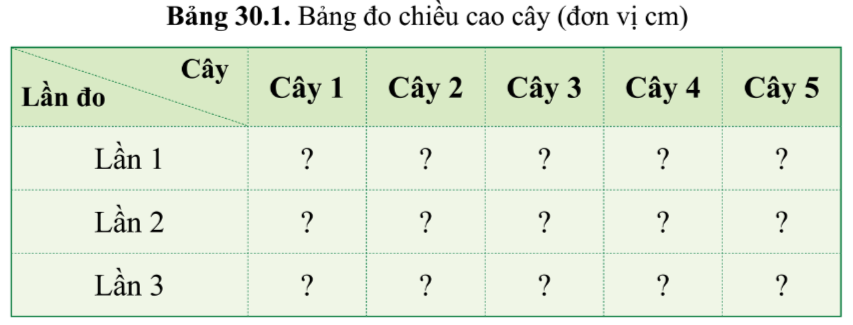 Bảng 30.1. Bảng đo chiều cao cây (đơn vị cm)
Cây
Lần đo
Cây 1 Cây 2 Cây 3 Cây 4 Cây 5
Lần 1 ? ? ? ? ?
Lần 2 ? ? ? ? ?
Lần 3 ? ? ? ? ?